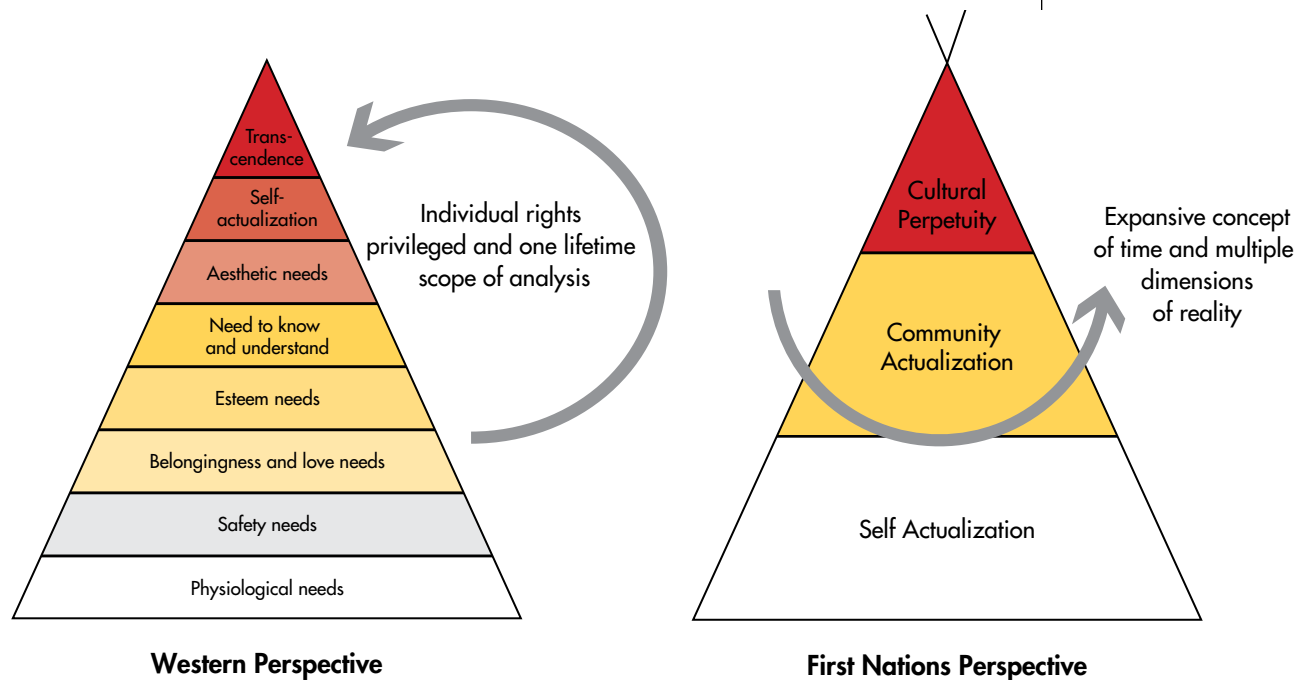 Trans-
cendence
Self-
actualization
Aesthetic needs
Need to know
and understand
Esteem needs
Belongingness and love needs
Safety needs
Physiological needs
Individual rights
privileged and one lifetime
scope of analysis
Western Perspective
Cultural
Perpetuity
Community
Actualization
Self Actualization
Expansive concept
of time and multiple
dimensions
of reality
First Nations Perspective